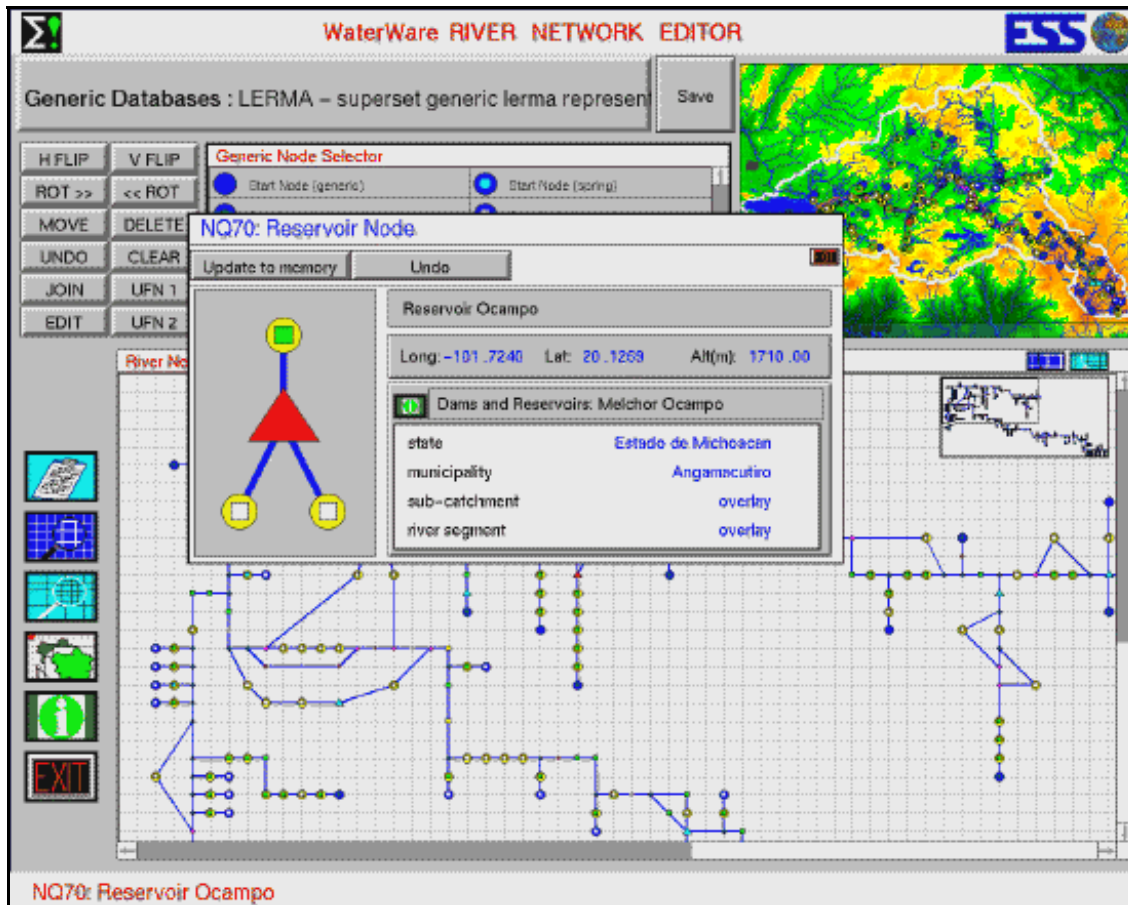 Σ!
WaterWare RIVER NETWORK EDITOR
ESS
Generic Databases : LERMA – superset generic lerma represen
Save
H FLIP V FLIP
ROT >> << ROT
MOVE DELETE
UNDO CLEAR
JOIN UFN 1
EDIT UFN 2
Generic Node Selector
Start Node (generic) Start Node (spring)
NQ70: Reservoir Node
Update to memory Undo
Reservoir Ocampo
Long: -101 .7240 Lat: 20 .1269 Alt(m): 1710 .00
i Dams and Reservoirs: Melchor Ocampo
state Estado de Michoacan
municipality Angamacutiro
sub-catchment overlay
river segment overlay
River
i
EXIT
NQ70: Reservoir Ocampo